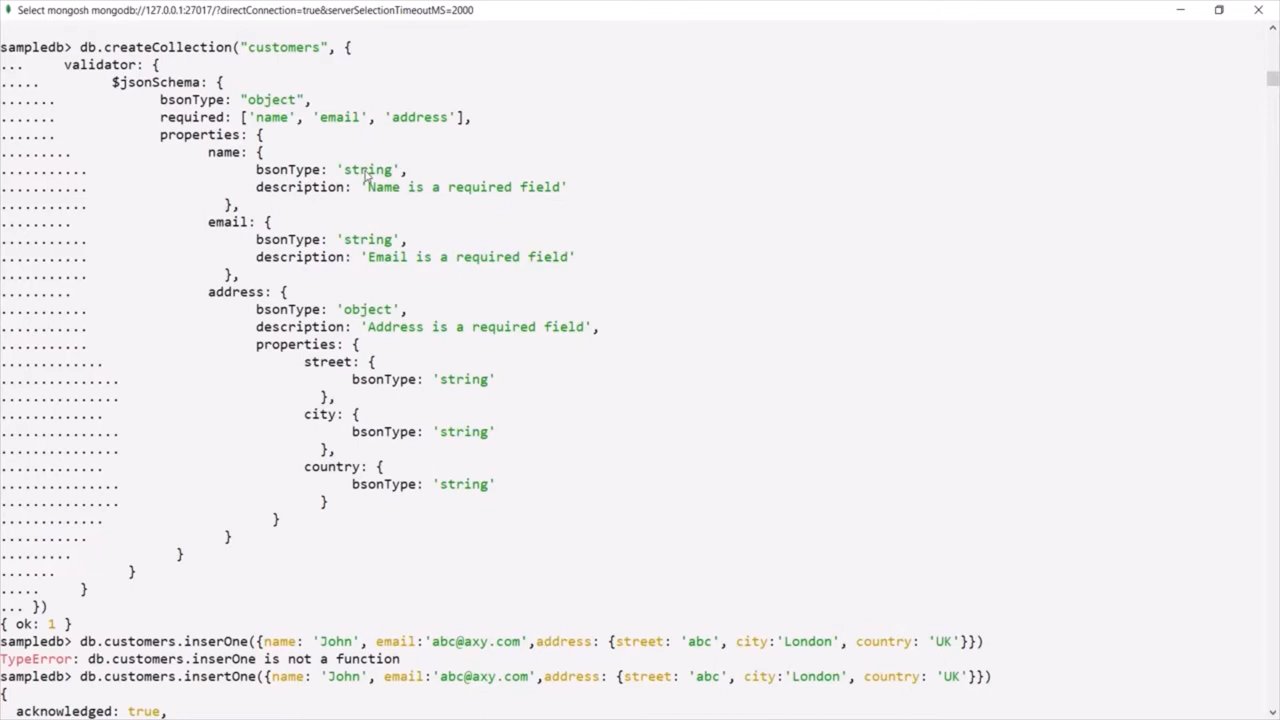 Select mongosh mongodb://127.0.0.1:27017/?directConnection=true&serverSelectionTimeoutMS=2000
sampledb> db.createCollection("customers", {
...     validator: {
.....         $jsonSchema: {
.......             bsonType: "object",
.......             required: ['name', 'email', 'address'],
.......             properties: {
.........                 name: {
...........                     bsonType: 'string',
...........                     description: 'Name is a required field'
...........                 },
.........                 email: {
...........                     bsonType: 'string',
...........                     description: 'Email is a required field'
...........                 },
.........                 address: {
...........                     bsonType: 'object',
...........                     description: 'Address is a required field',
...........                     properties: {
.............                         street: {
...............                             bsonType: 'string'
...............                         },
.............                         city: {
...............                             bsonType: 'string'
...............                         },
.............                         country: {
...............                             bsonType: 'string'
...............                         }
.............                     }
...........                 }
.........             }
.......         }
.....     }
... })
{ ok: 1 }
sampledb> db.customers.inserOne({name: 'John', email:'abc@axy.com',address: {street: 'abc', city:'London', country: 'UK'}})
TypeError: db.customers.inserOne is not a function
sampledb> db.customers.insertOne({name: 'John', email:'abc@axy.com',address: {street: 'abc', city:'London', country: 'UK'}})
{
  acknowledged: true,